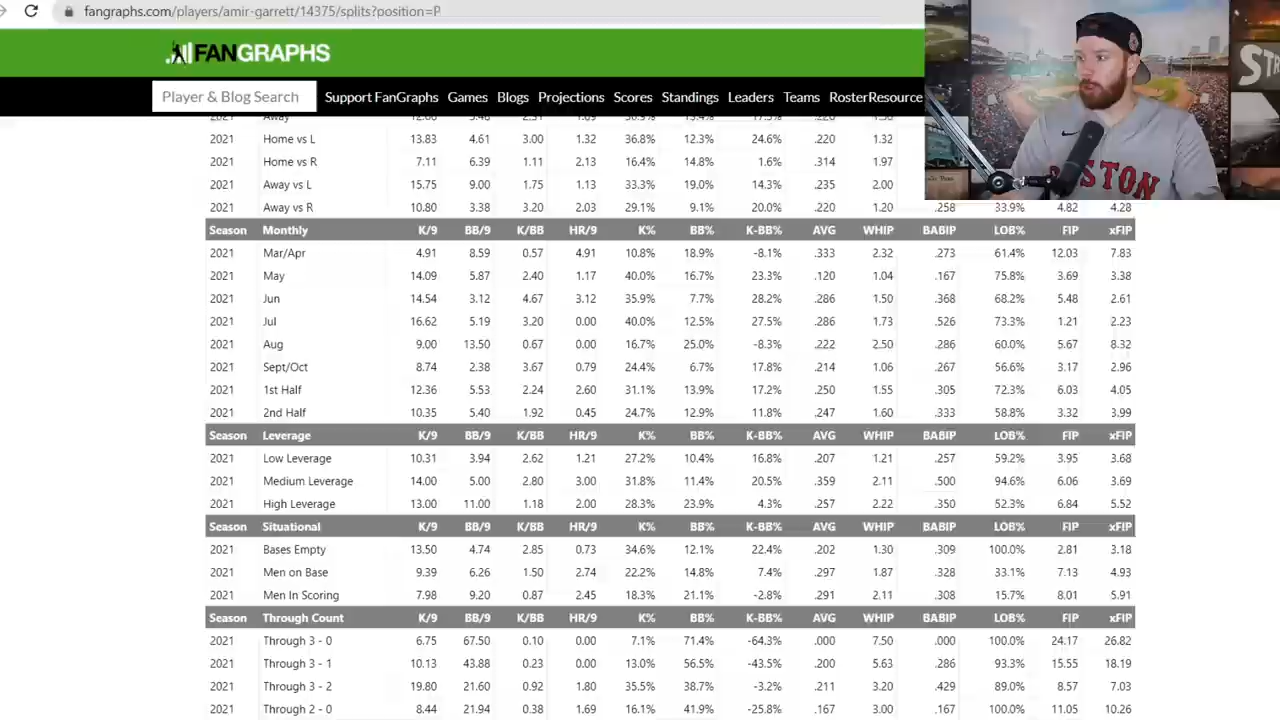 fangraphs.com/players/amir-garrett/14375/splits?position=P
FANGRAPHS
Player & Blog Search Support FanGraphs Games Blogs Projections Scores Standings Leaders Teams RosterResource
2021 Away
2021 Home vs L 13.83 4.61 3.00 1.32 36.8% 12.3% 24.6% .220 1.32
2021 Home vs R 7.11 6.39 1.11 2.13 16.4% 14.8% 1.6% .314 1.97
2021 Away vs L 15.75 9.00 1.75 1.13 33.3% 19.0% 14.3% .235 2.00
2021 Away vs R 10.80 3.38 3.20 2.03 29.1% 9.1% 20.0% .220 1.20 .258 33.9% 4.82 4.28
Season Monthly K/9 BB/9 K/BB HR/9 K% BB% K-BB% AVG WHIP BABIP LOB% FIP xFIP
2021 Mar/Apr 4.91 8.59 0.57 4.91 10.8% 18.9% -8.1% .333 2.32 .273 61.4% 12.03 7.83
2021 May 14.09 5.87 2.40 1.17 40.0% 16.7% 23.3% .120 1.04 .167 75.8% 3.69 3.38
2021 Jun 14.54 3.12 4.67 3.12 35.9% 7.7% 28.2% .286 1.50 .368 68.2% 5.48 2.61
2021 Jul 16.62 5.19 3.20 0.00 40.0% 12.5% 27.5% .286 1.73 .526 73.3% 1.21 2.23
2021 Aug 9.00 13.50 0.67 0.00 16.7% 25.0% -8.3% .222 2.50 .286 60.0% 5.67 8.32
2021 Sept/Oct 8.74 2.38 3.67 0.79 24.4% 6.7% 17.8% .214 1.06 .267 56.6% 3.17 2.96
2021 1st Half 12.36 5.53 2.24 2.60 31.1% 13.9% 17.2% .250 1.55 .305 72.3% 6.03 4.05
2021 2nd Half 10.35 5.40 1.92 0.45 24.7% 12.9% 11.8% .247 1.60 .333 58.8% 3.32 3.99
Season Leverage K/9 BB/9 K/BB HR/9 K% BB% K-BB% AVG WHIP BABIP LOB% FIP xFIP
2021 Low Leverage 10.31 3.94 2.62 1.21 27.2% 10.4% 16.8% .207 1.21 .257 59.2% 3.95 3.68
2021 Medium Leverage 14.00 5.00 2.80 3.00 31.8% 11.4% 20.5% .359 2.11 .500 94.6% 6.06 3.69
2021 High Leverage 13.00 11.00 1.18 2.00 28.3% 23.9% 4.3% .257 2.22 .350 52.3% 6.84 5.52
Season Situational K/9 BB/9 K/BB HR/9 K% BB% K-BB% AVG WHIP BABIP LOB% FIP xFIP
2021 Bases Empty 13.50 4.74 2.85 0.73 34.6% 12.1% 22.4% .202 1.30 .309 100.0% 2.81 3.18
2021 Men on Base 9.39 6.26 1.50 2.74 22.2% 14.8% 7.4% .297 1.87 .328 33.1% 7.13 4.93
2021 Men In Scoring 7.98 9.20 0.87 2.45 18.3% 21.1% -2.8% .291 2.11 .308 15.7% 8.01 5.91
Season Through Count K/9 BB/9 K/BB HR/9 K% BB% K-BB% AVG WHIP BABIP LOB% FIP xFIP
2021 Through 3 - 0 6.75 67.50 0.10 0.00 7.1% 71.4% -64.3% .000 7.50 .000 100.0% 24.17 26.82
2021 Through 3 - 1 10.13 43.88 0.23 0.00 13.0% 56.5% -43.5% .200 5.63 .286 93.3% 15.55 18.19
2021 Through 3 - 2 19.80 21.60 0.92 1.80 35.5% 38.7% -3.2% .211 3.20 .429 89.0% 8.57 7.03
2021 Through 2 - 0 8.44 21.94 0.38 1.69 16.1% 41.9% -25.8% .167 3.00 .167 100.0% 11.05 10.26
BOSTON